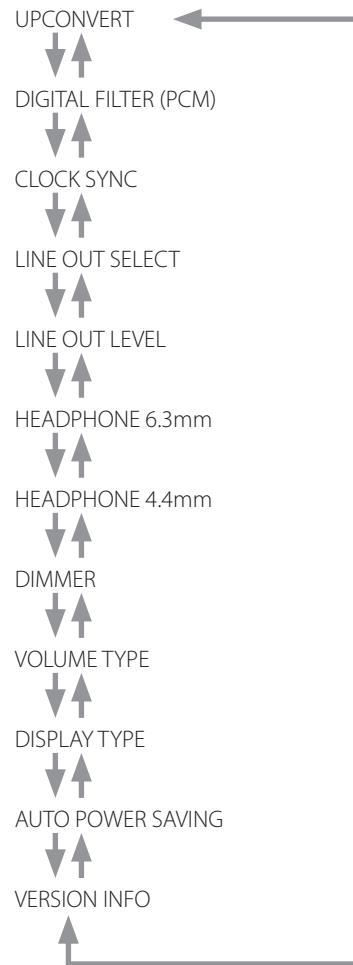 UPCONVERT
DIGITAL FILTER (PCM)
CLOCK SYNC
LINE OUT SELECT
LINE OUT LEVEL
HEADPHONE 6.3mm
HEADPHONE 4.4mm
DIMMER
VOLUME TYPE
DISPLAY TYPE
AUTO POWER SAVING
VERSION INFO